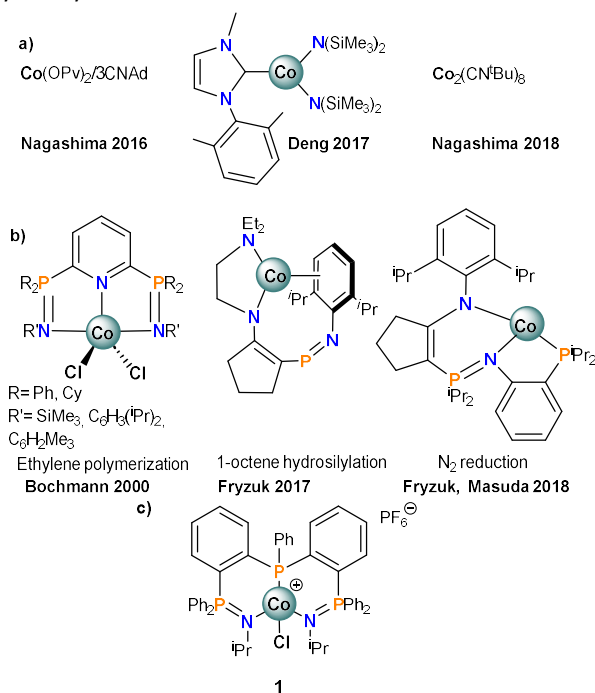 a)
Co(OPv)2/3CNAd
N
N
Co
N(SiMe3)2
N(SiMe3)2
Co2(CNtBu)8
Nagashima 2016
Deng 2017
Nagashima 2018
b)
R2P
N
PR2
R'N
Co
NR'
Cl
Cl
R= Ph, Cy
R'= SiMe3, C6H3(iPr)2,
C6H2Me3
NEt2
Co
iPr
iPr
N
N
P
iPr
iPr
N
Co
N
P
iPr2
PiPr2
Ethylene polymerization
1-octene hydrosilylation
N2 reduction
Bochmann 2000
Fryzuk 2017
Fryzuk, Masuda 2018
c)
PF6⊖
Ph
P
Ph2P
Co
⊕
PPh2
N
Cl
N
iPr
iPr
1